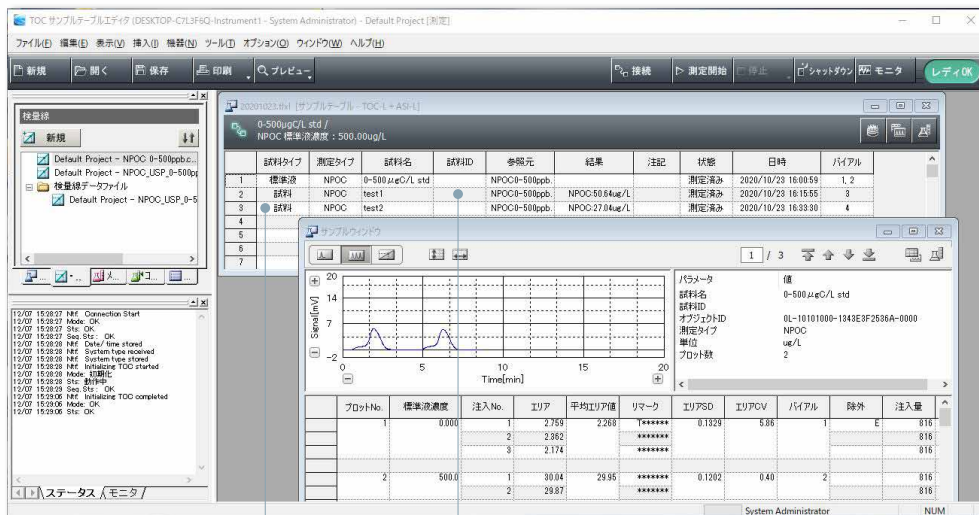 TOC サンプルテーブルエディタ (DESKTOP-C7L3F6Q-Instrument1 - System Administrator) - Default Project [測定]
ファイル(F) 編集(E) 表示(V) 挿入(I) 機器(N) ツール(T) オプション(O) ウィンドウ(W) ヘルプ(H)
新規 開く 保存 印刷 プレビュー 接続 測定開始 停止 シャットダウン モニタ レディOK
検量線
新規
Default Project - NPOC 0-500ppb.c...
Default Project - NPOC_USP_0-500pp
検量線データファイル
Default Project - NPOC_USP_0-5
20201023.tlxl [サンプルテーブル - TOC-L + ASI-L]
0-500μgC/L std /
NPOC 標準液濃度 : 500.00ug/L
試料タイプ 測定タイプ 試料名 試料ID 参照元 結果 注記 状態 日時 バイアル
1 標準液 NPOC 0-500μgC/L std NPOC0-500ppb. 測定済み 2020/10/23 16:00:59 1, 2
2 試料 NPOC test1 NPOC0-500ppb. NPOC:50.64ug/L 測定済み 2020/10/23 16:15:55 3
3 試料 NPOC test2 NPOC0-500ppb. NPOC:27.04ug/L 測定済み 2020/10/23 16:33:30 4
4
5
6
7
サンプルウィンドウ
1 / 3
Signal[mV]
20
14
7
-2
0 5 10 15 20
Time[min]
パラメータ 値
試料名 0-500μgC/L std
試料ID
オブジェクトID 0L-10101000-1343E3F2536A-0000
測定タイプ NPOC
単位 ug/L
プロット数 2
プロットNo. 標準液濃度 注入No. エリア 平均エリア値 リマーク エリアSD エリアCV バイアル 除外 注入量
1 0.000 1 2.759 2.268 T****** 0.1329 5.86 1 E 816
2 2.362 ******* 816
3 2.174 ******* 816
2 500.0 1 30.04 29.95 ******* 0.1202 0.40 2 816
2 29.87 ******* 816
12/07 15:28:27 Ntf: Connection Start
12/07 15:28:27 Mode: OK
12/07 15:28:27 Sts: OK
12/07 15:28:27 Seq. Sts : OK
12/07 15:28:28 Ntf: Date/ time stored
12/07 15:28:28 Ntf: System type received
12/07 15:28:28 Ntf: System type stored
12/07 15:28:28 Ntf: Initializing TOC started
12/07 15:28:28 Mode: 初期化
12/07 15:28:28 Sts: 動作中
12/07 15:28:29 Seq. Sts : OK
12/07 15:29:06 Ntf: Initializing TOC completed
12/07 15:29:06 Mode: OK
12/07 15:29:06 Sts: OK
ステータス モニタ
System Administrator NUM